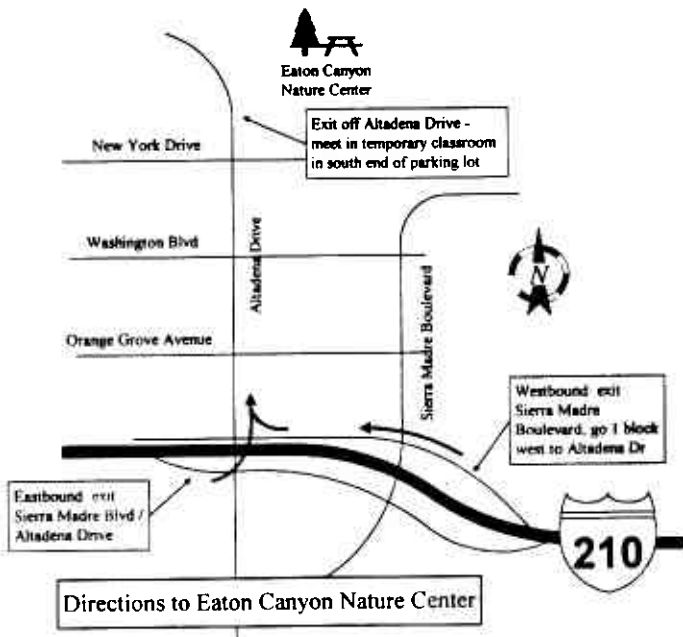 Eaton Canyon
Nature Center
Exit off Altadena Drive -
meet in temporary classroom
in south end of parking lot
New York Drive
Washington Blvd
Altadena Drive
Sierra Madre Boulevard
N
Orange Grove Avenue
Westbound exit
Sierra Madre
Boulevard, go 1 block
west to Altadena Dr
Eastbound exit
Sierra Madre Blvd /
Altadena Drive
210
Directions to Eaton Canyon Nature Center